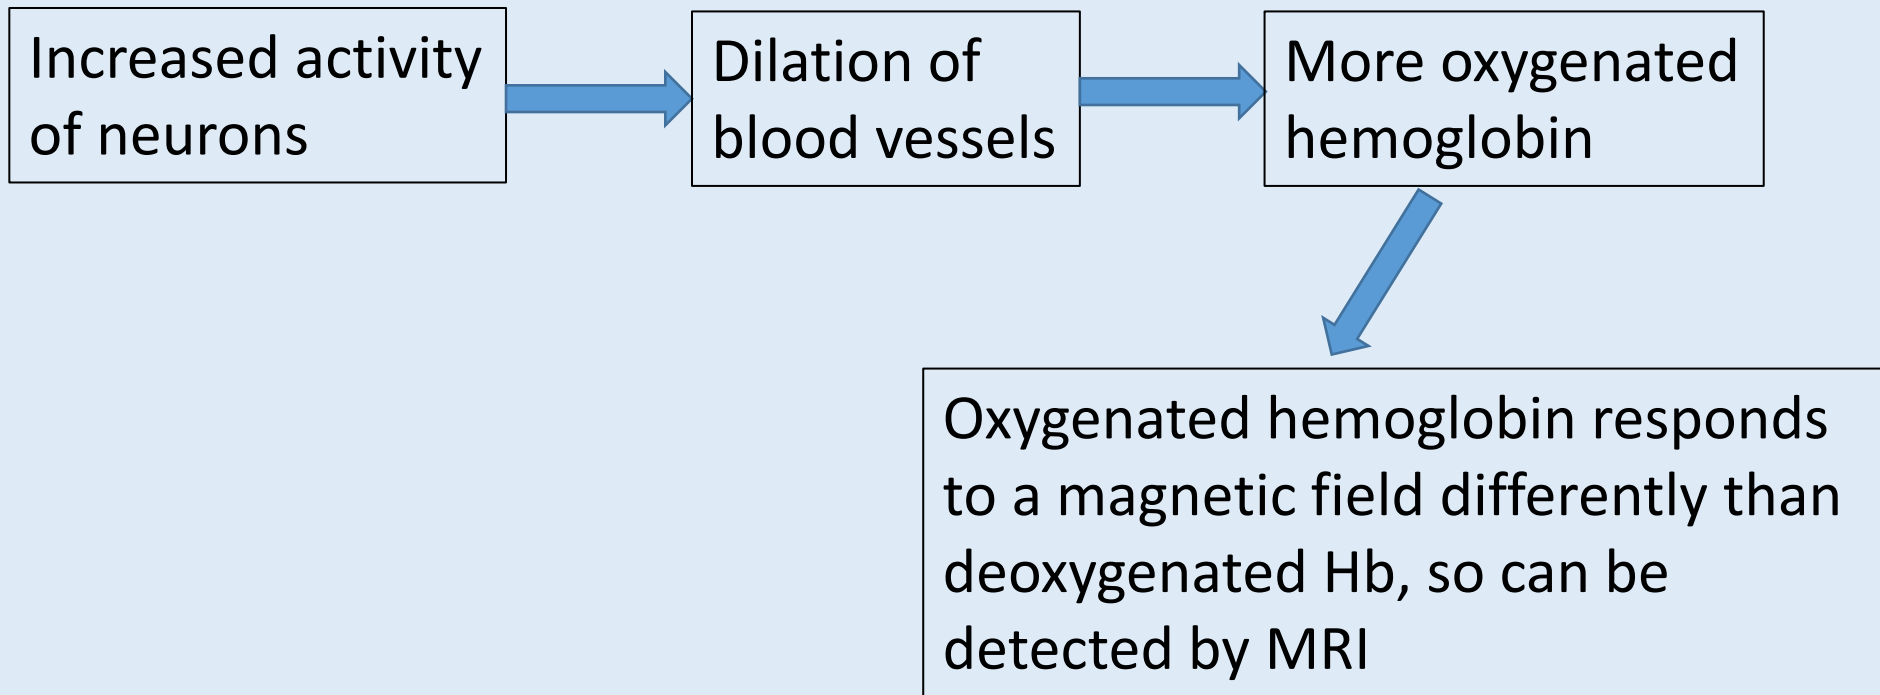 Increased activity
of neurons
Dilation of
blood vessels
More oxygenated
hemoglobin
Oxygenated hemoglobin responds
to a magnetic field differently than
deoxygenated Hb, so can be
detected by MRI